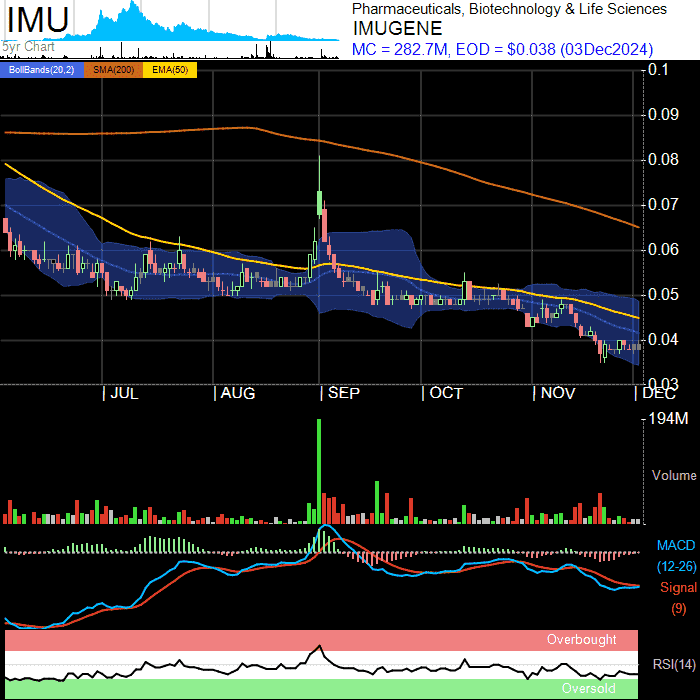 IMU
5yr Chart
Pharmaceuticals, Biotechnology & Life Sciences
IMUGENE
MC = 282.7M, EOD = $0.038 (03Dec2024)
BollBands(20,2) SMA(200) EMA(50)
0.1
0.09
0.08
0.07
0.06
0.05
0.04
0.03
JUL AUG SEP OCT NOV DEC
194M
Volume
MACD
(12-26)
Signal
(9)
Overbought
RSI(14)
Oversold